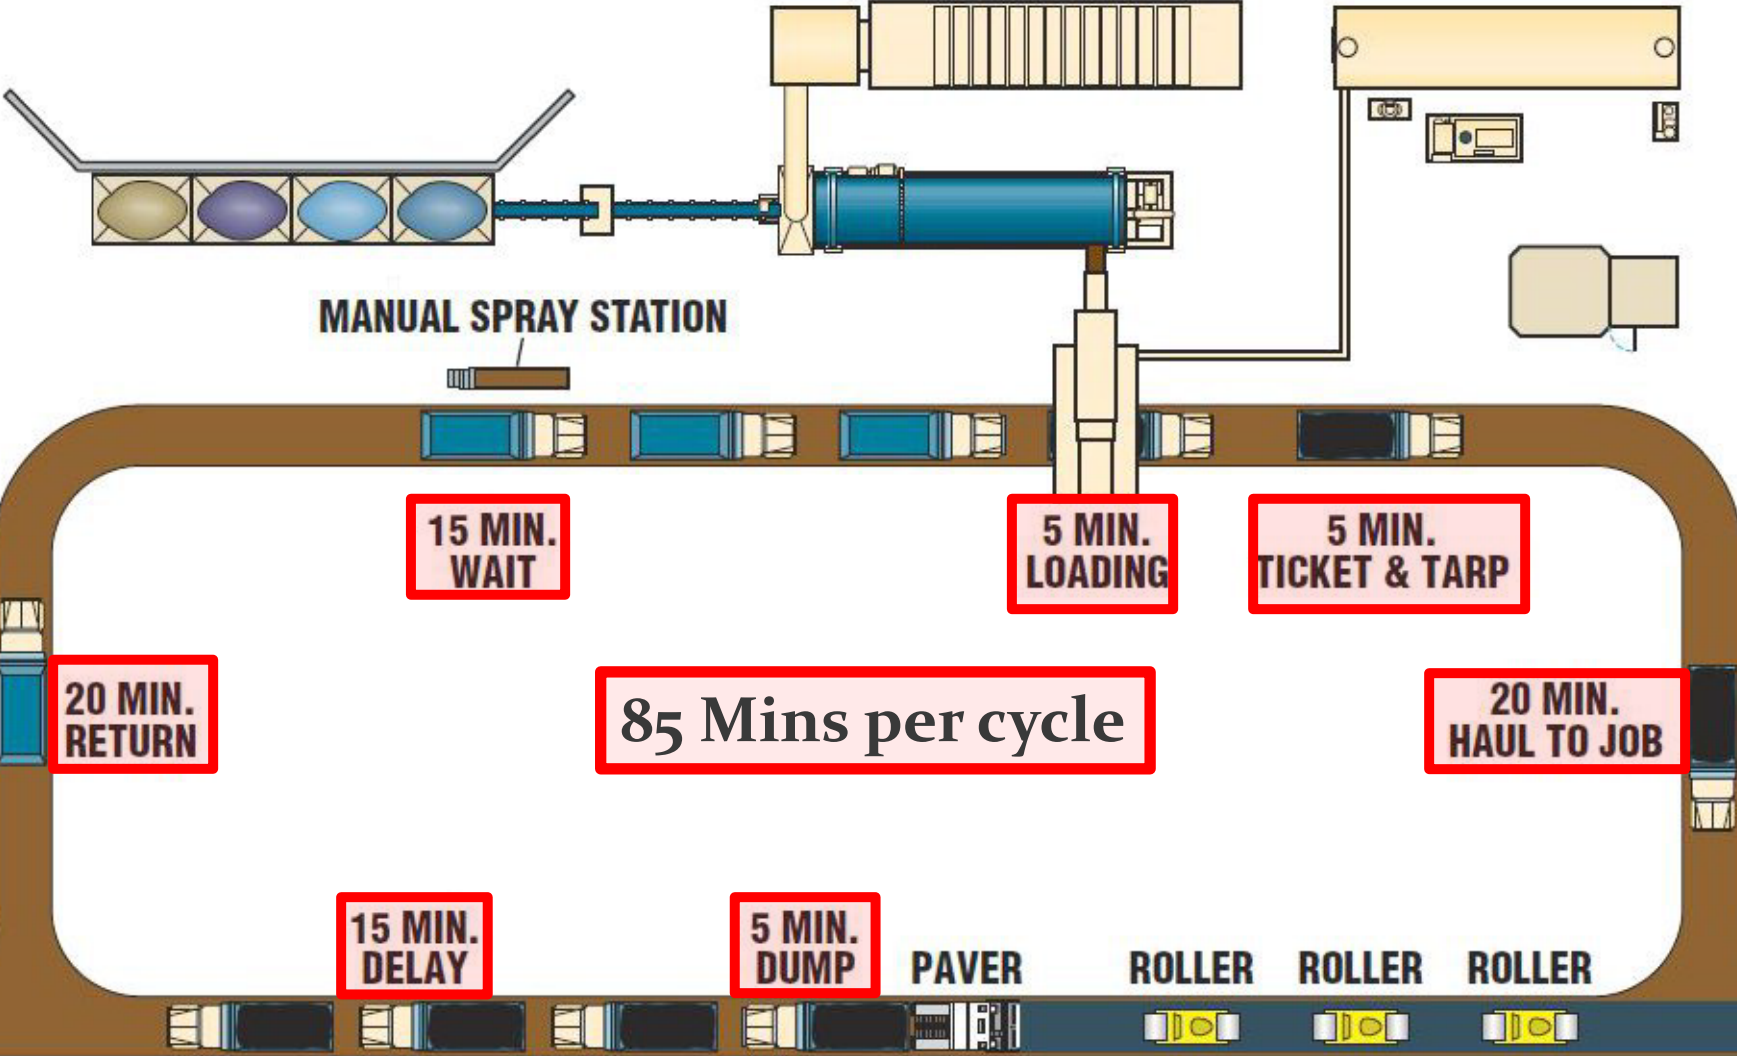 MANUAL SPRAY STATION
15 MIN.
WAIT
5 MIN.
LOADING
5 MIN.
TICKET & TARP
20 MIN.
RETURN
85 Mins per cycle
20 MIN.
HAUL TO JOB
15 MIN.
DELAY
5 MIN.
DUMP
PAVER
ROLLER
ROLLER
ROLLER